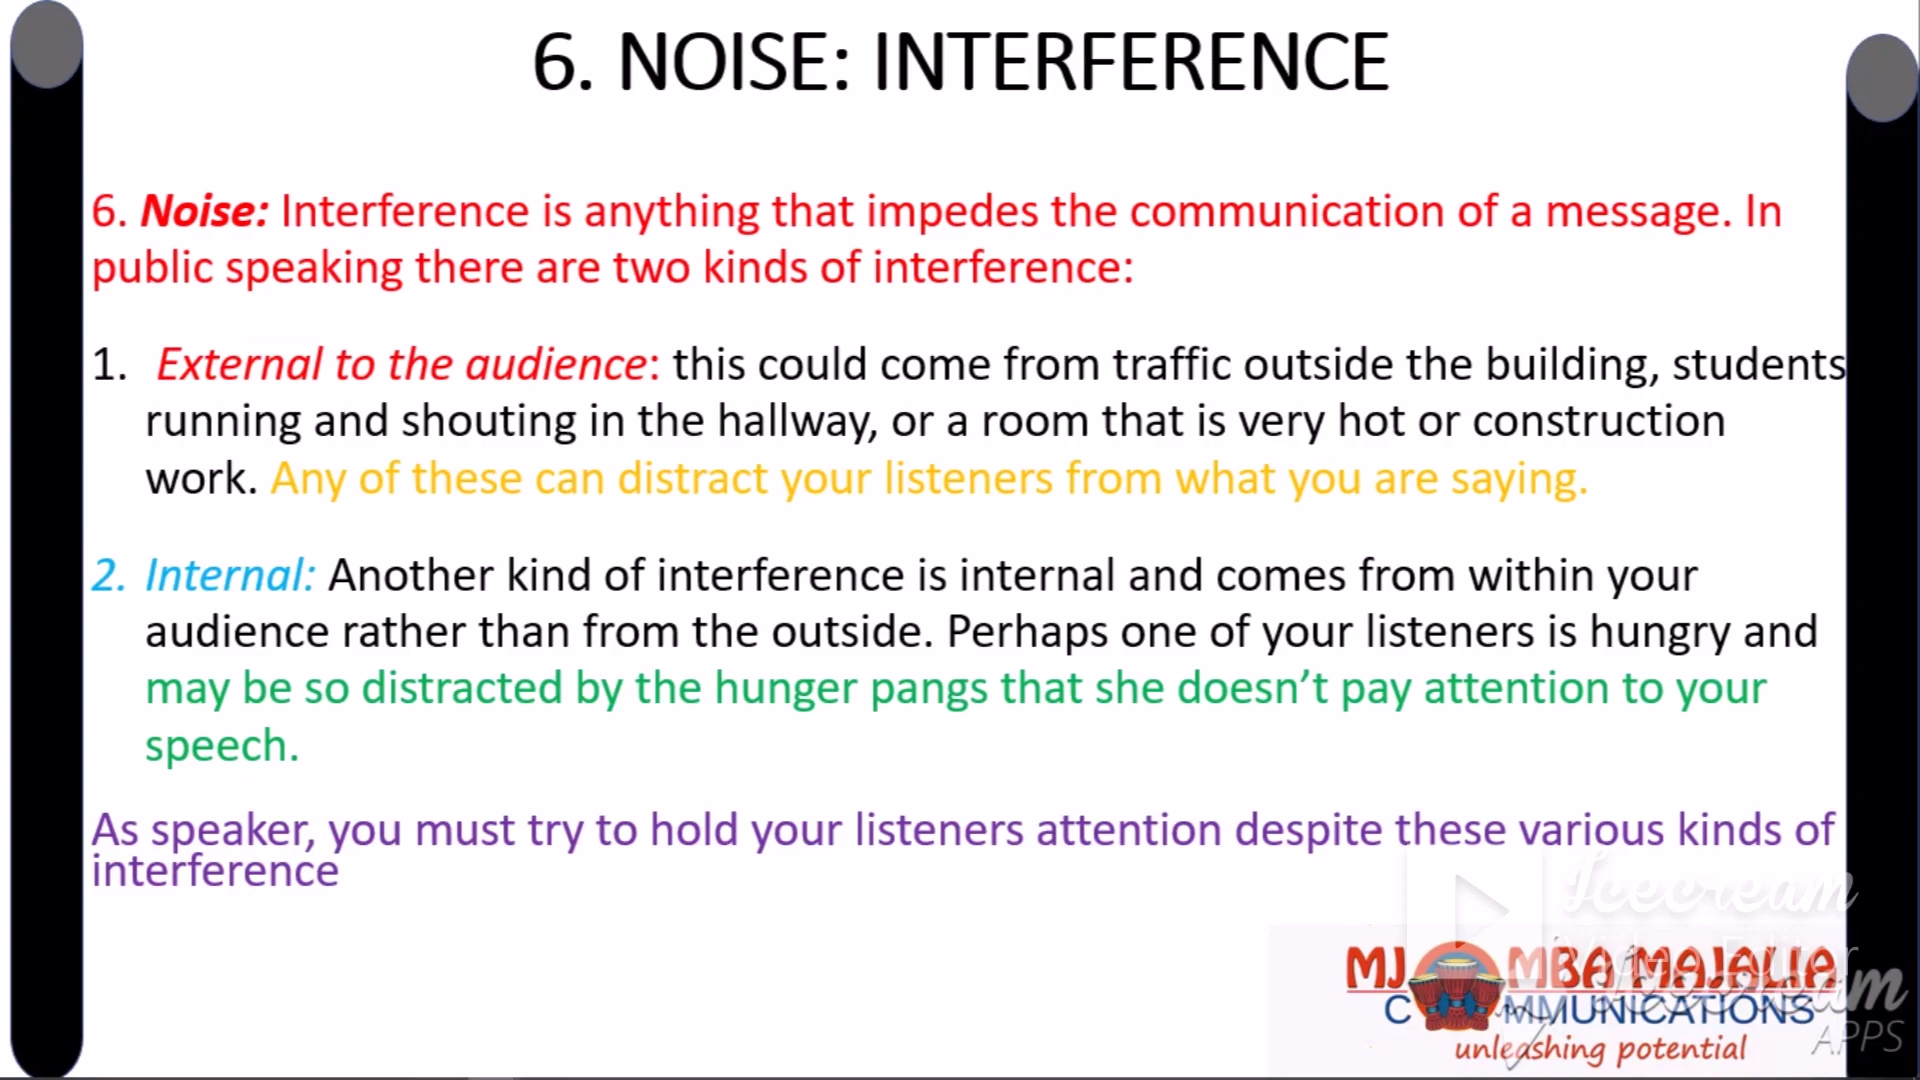 6. NOISE: INTERFERENCE
6. Noise: Interference is anything that impedes the communication of a message. In
public speaking there are two kinds of interference:
1. External to the audience: this could come from traffic outside the building, students
running and shouting in the hallway, or a room that is very hot or construction
work. Any of these can distract your listeners from what you are saying.
2. Internal: Another kind of interference is internal and comes from within your
audience rather than from the outside. Perhaps one of your listeners is hungry and
may be so distracted by the hunger pangs that she doesn’t pay attention to your
speech.
As speaker, you must try to hold your listeners attention despite these various kinds of
interference
Icecream
Video Editor
MJOMBA MAJALIA
Icecream
COMMUNICATIONS
APPS
unleashing potential